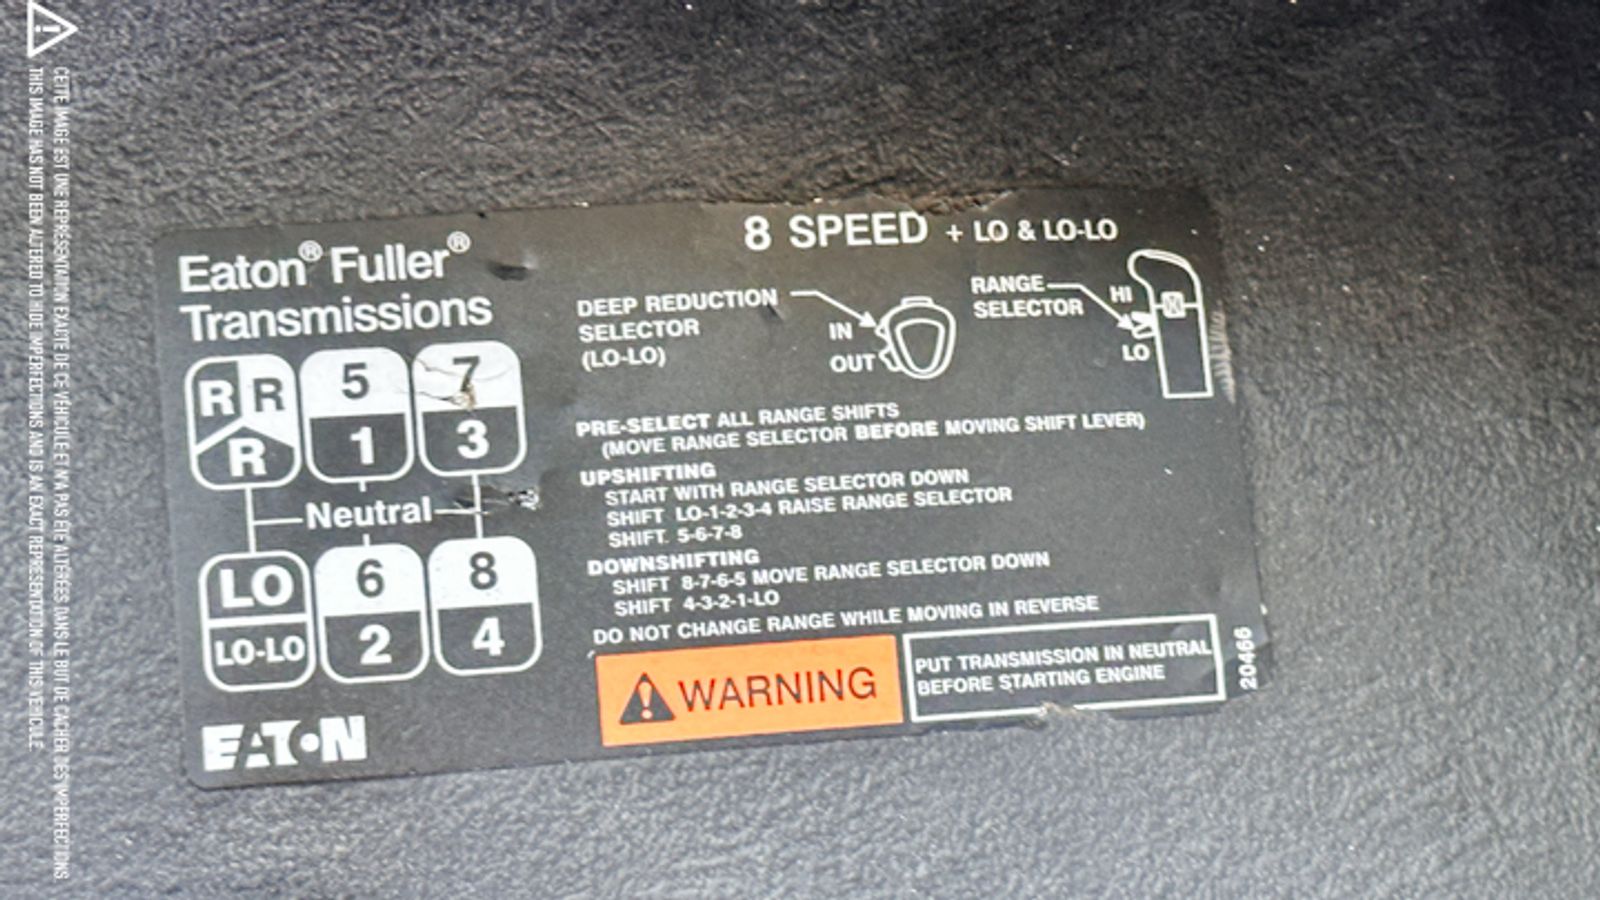 CETTE IMAGE EST UNE REPRÉSENTATION EXACTE DE CE VÉHICULE ET N'A PAS ÉTÉ ALTÉRÉES DANS LE BUT DE CACHER DES IMPERFECTIONS
THIS IMAGE HAS NOT BEEN ALTERED TO HIDE IMPERFECTIONS AND IS AN EXACT REPRESENTATION OF THIS VEHICULE.
Eaton® Fuller®
Transmissions
8 SPEED + LO & LO-LO
R R 5 7
R 1 3
Neutral
LO 6 8
LO-LO 2 4
EATON
DEEP REDUCTION
SELECTOR
(LO-LO)
IN
OUT
RANGE
SELECTOR
HI
LO
PRE-SELECT ALL RANGE SHIFTS
(MOVE RANGE SELECTOR BEFORE MOVING SHIFT LEVER)
UPSHIFTING
START WITH RANGE SELECTOR DOWN
SHIFT LO-1-2-3-4 RAISE RANGE SELECTOR
SHIFT. 5-6-7-8
DOWNSHIFTING
SHIFT 8-7-6-5 MOVE RANGE SELECTOR DOWN
SHIFT 4-3-2-1-LO
DO NOT CHANGE RANGE WHILE MOVING IN REVERSE
WARNING
PUT TRANSMISSION IN NEUTRAL
BEFORE STARTING ENGINE
20466